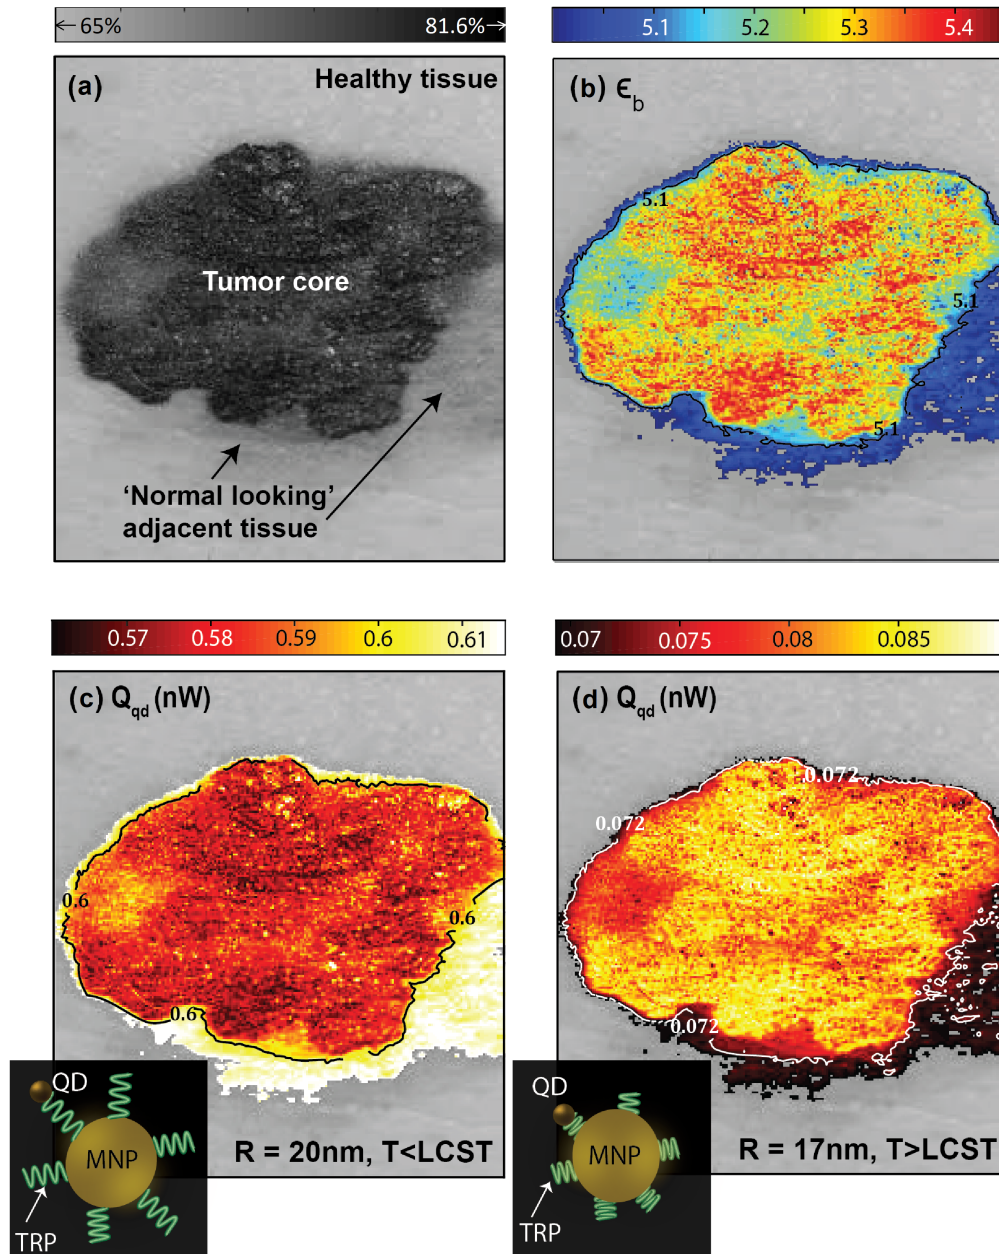 ←65% 81.6%→
(a) Healthy tissue
Tumor core
‘Normal looking’
adjacent tissue
5.1 5.2 5.3 5.4
(b) ϵb
5.1
5.1
5.1
0.57 0.58 0.59 0.6 0.61
(c) Qqd (nW)
0.6
0.6
0.6
QD
MNP
TRP
R = 20nm, T<LCST
0.07 0.075 0.08 0.085
(d) Qqd (nW)
0.072
0.072
0.072
QD
MNP
TRP
R = 17nm, T>LCST